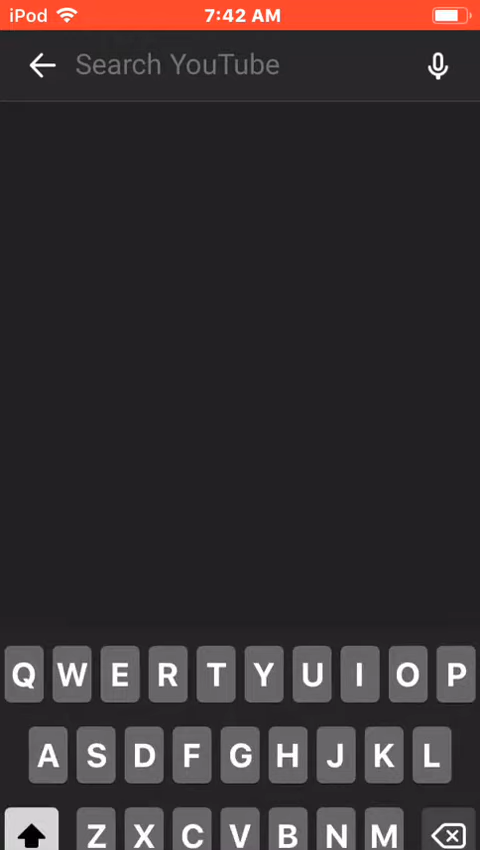 iPod 7:42 AM
Search YouTube
Q W E R T Y U I O P
A S D F G H J K L
Z X C V B N M